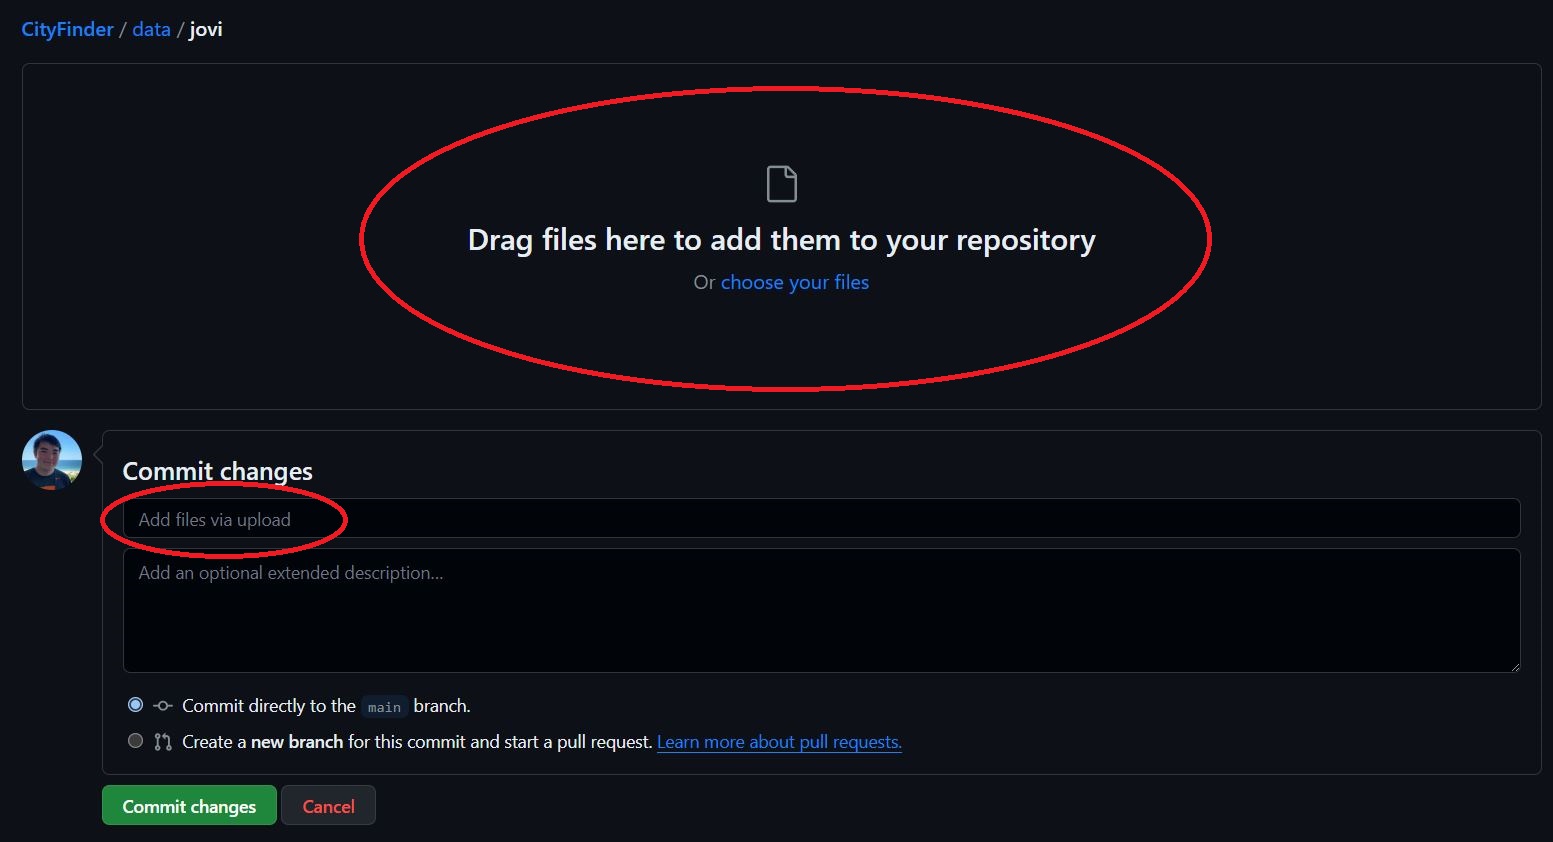 CityFinder / data / jovi
Drag files here to add them to your repository
Or choose your files
Commit changes
Add files via upload
Add an optional extended description...
Commit directly to the main branch.
Create a new branch for this commit and start a pull request. Learn more about pull requests.
Commit changes
Cancel